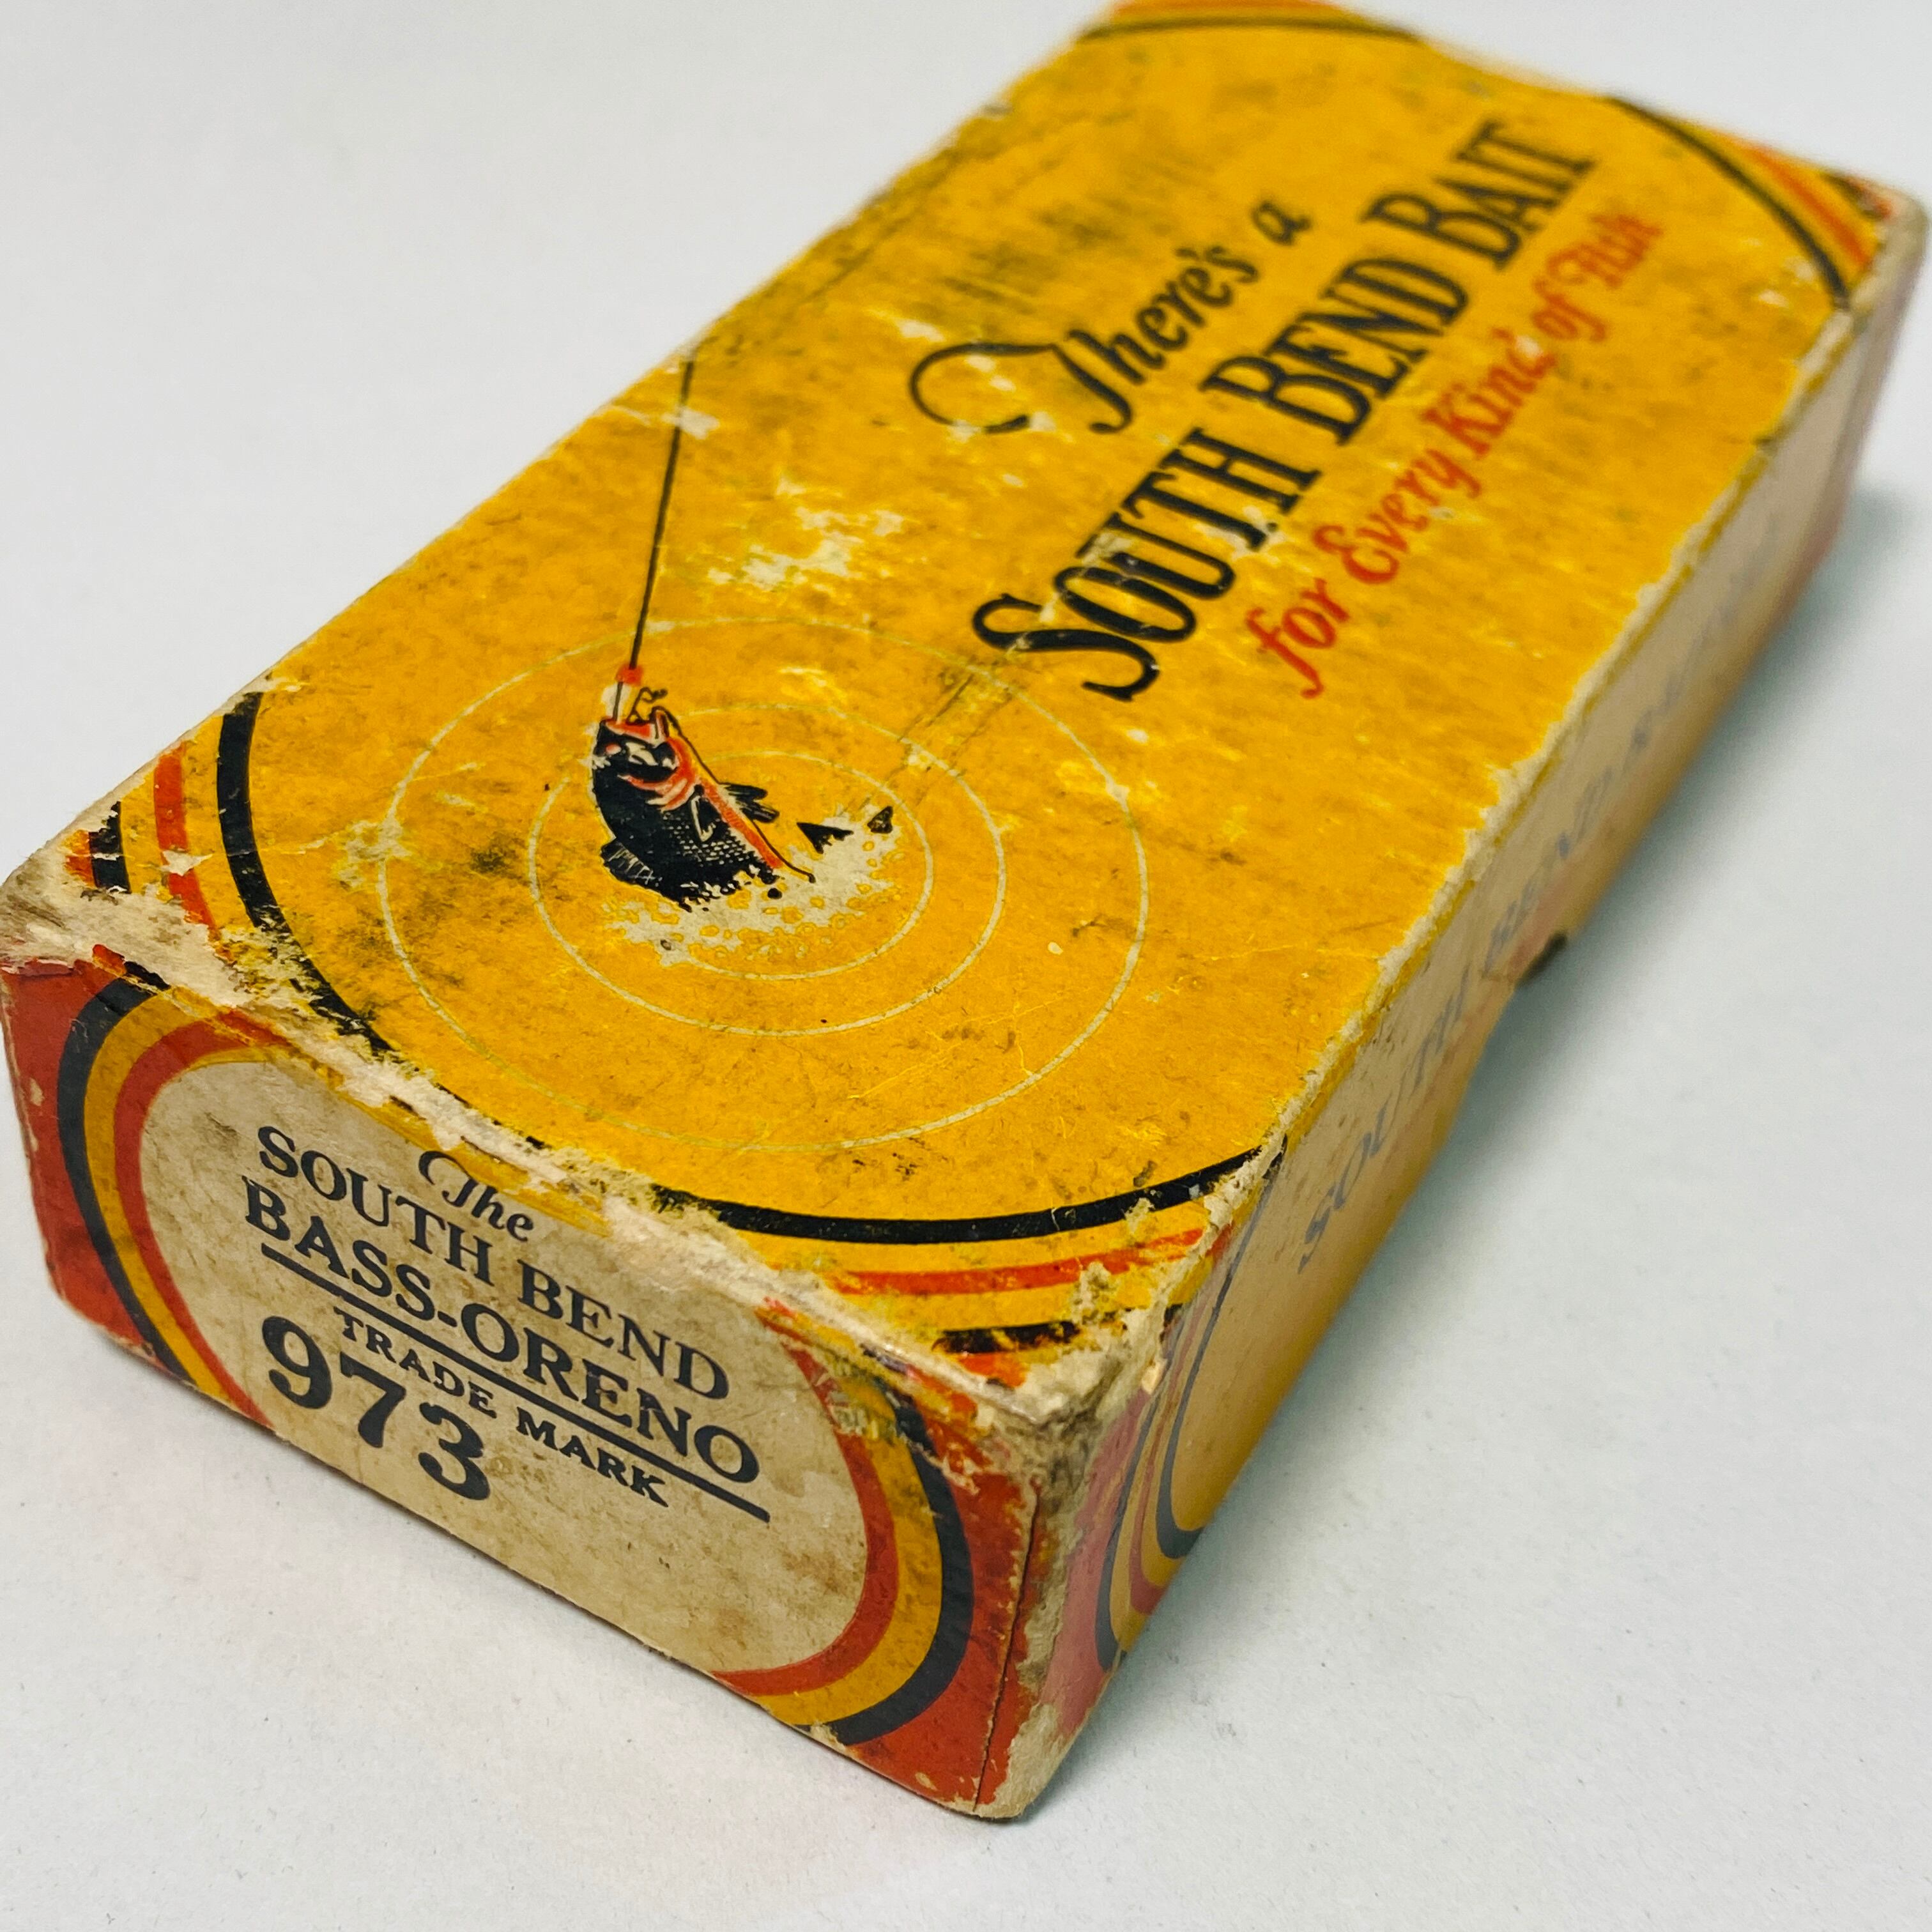 There's a
SOUTH BEND BAIT
for Every Kind of Fish
The
SOUTH BEND
BASS-ORENO
TRADE MARK
973
SOUTH BEND